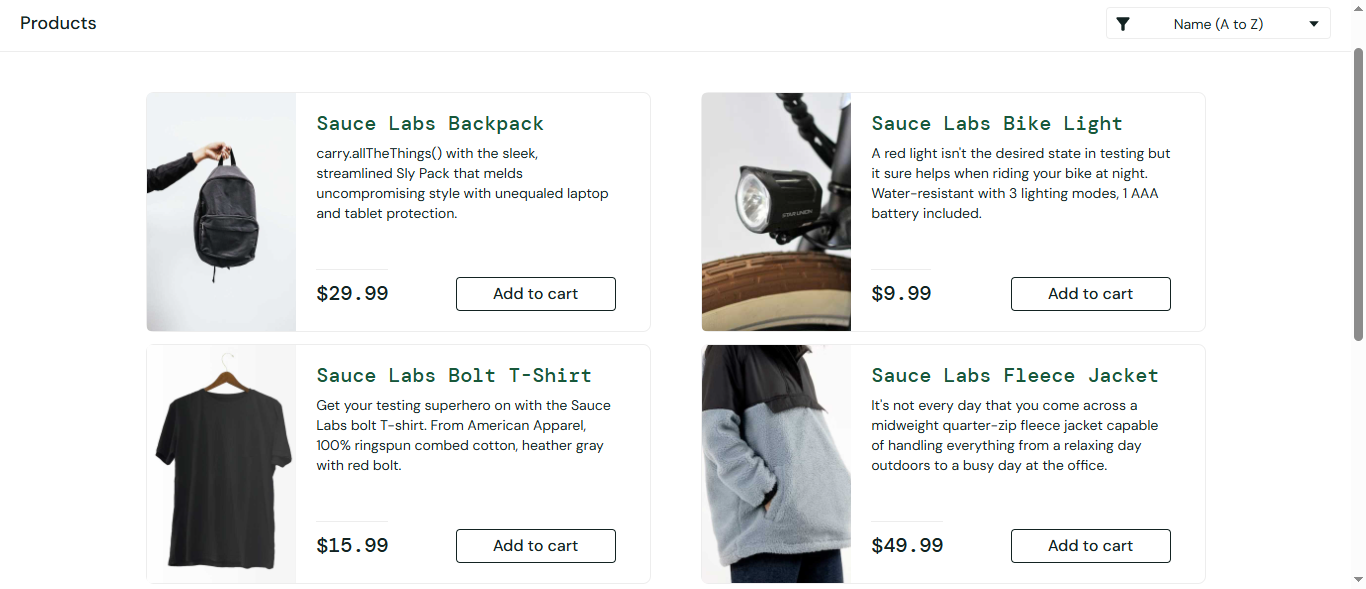 Products
Name (A to Z)
Sauce Labs Backpack
carry.allTheThings() with the sleek,
streamlined Sly Pack that melds
uncompromising style with unequaled laptop
and tablet protection.
$29.99
Add to cart
Sauce Labs Bike Light
A red light isn't the desired state in testing but
it sure helps when riding your bike at night.
Water-resistant with 3 lighting modes, 1 AAA
battery included.
$9.99
Add to cart
STAR UNION
Sauce Labs Bolt T-Shirt
Get your testing superhero on with the Sauce
Labs bolt T-shirt. From American Apparel,
100% ringspun combed cotton, heather gray
with red bolt.
$15.99
Add to cart
Sauce Labs Fleece Jacket
It's not every day that you come across a
midweight quarter-zip fleece jacket capable
of handling everything from a relaxing day
outdoors to a busy day at the office.
$49.99
Add to cart